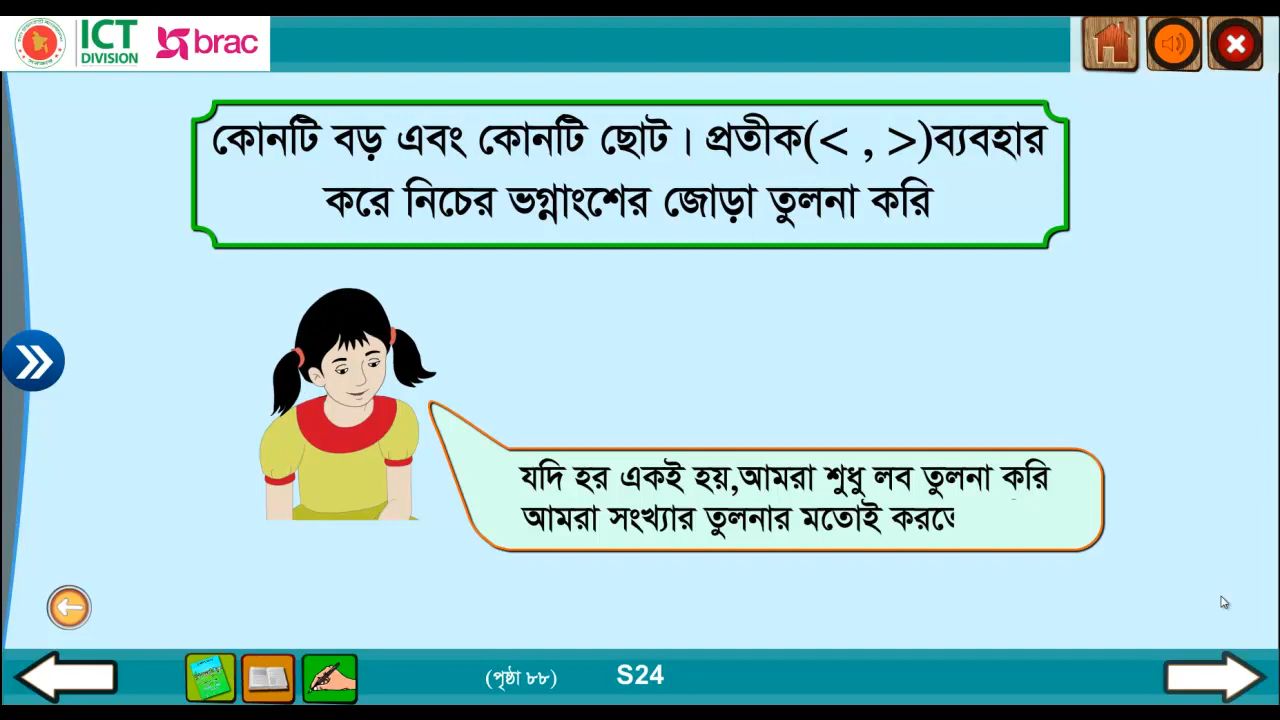 ICT
DIVISION
brac
কোনটি বড় এবং কোনটি ছোট। প্রতীক(< , >)ব্যবহার
করে নিচের ভগ্নাংশের জোড়া তুলনা করি
যদি হর একই হয়,আমরা শুধু লব তুলনা করি
আমরা সংখ্যার তুলনার মতোই
(পৃষ্ঠা ৮৮)
S24